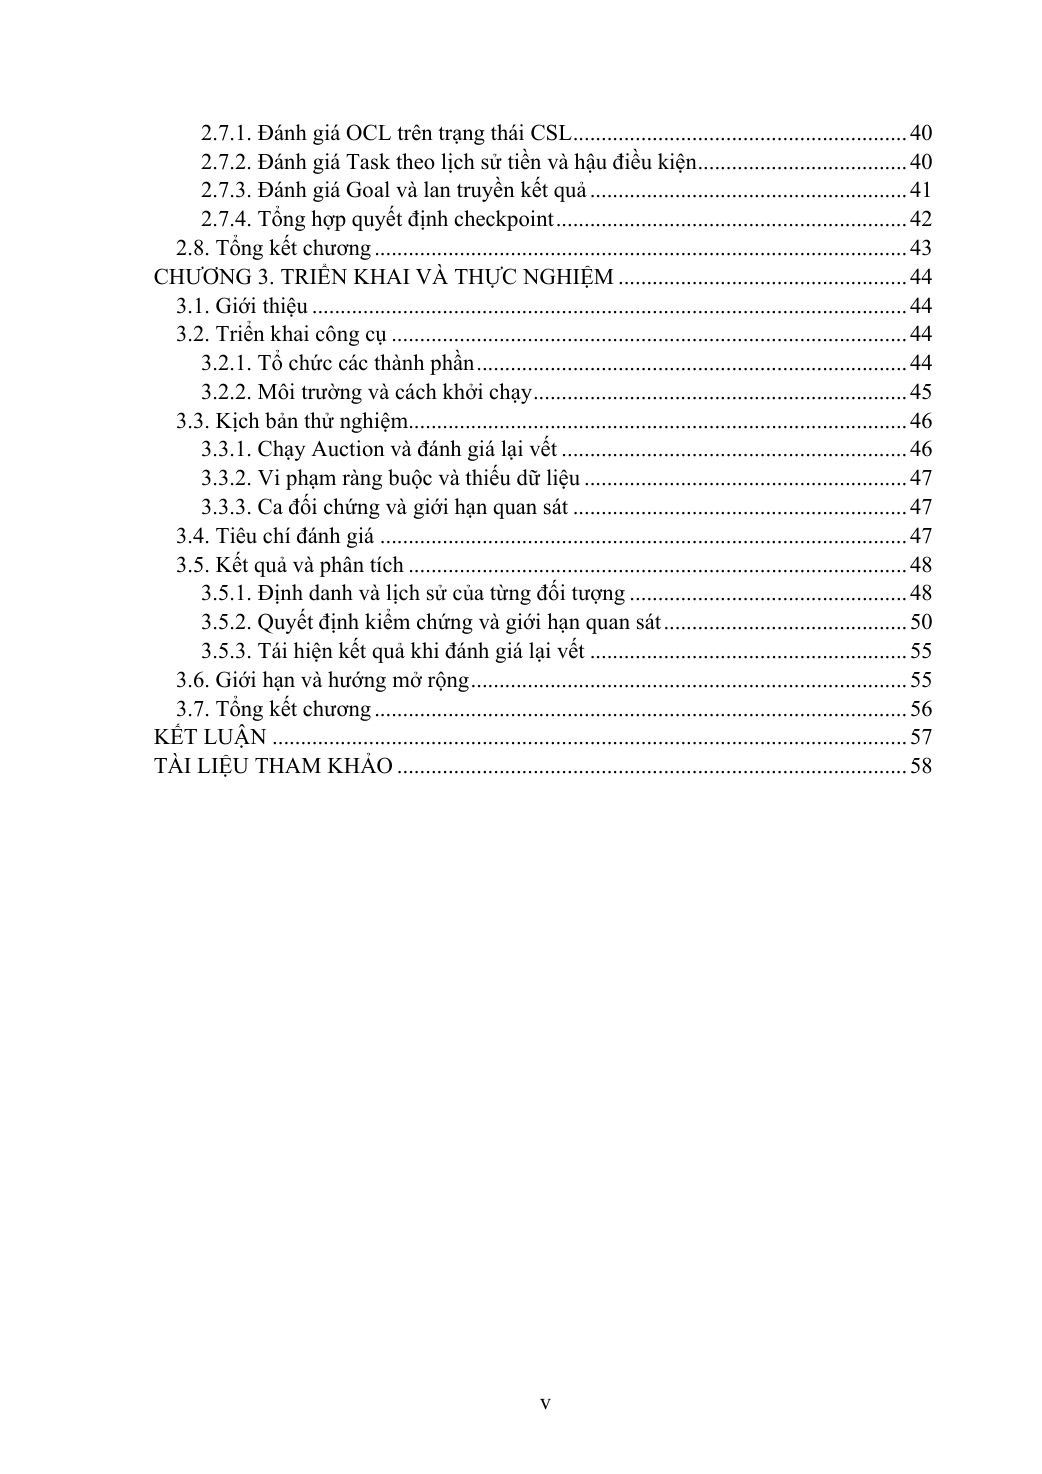 2.7.1. Đánh giá OCL trên trạng thái CSL........................................................... 40
2.7.2. Đánh giá Task theo lịch sử tiền và hậu điều kiện..................................... 40
2.7.3. Đánh giá Goal và lan truyền kết quả ........................................................ 41
2.7.4. Tổng hợp quyết định checkpoint.............................................................. 42
2.8. Tổng kết chương .............................................................................................. 43
CHƯƠNG 3. TRIỂN KHAI VÀ THỰC NGHIỆM ................................................... 44
3.1. Giới thiệu ......................................................................................................... 44
3.2. Triển khai công cụ ........................................................................................... 44
3.2.1. Tổ chức các thành phần............................................................................ 44
3.2.2. Môi trường và cách khởi chạy.................................................................. 45
3.3. Kịch bản thử nghiệm........................................................................................ 46
3.3.1. Chạy Auction và đánh giá lại vết ............................................................. 46
3.3.2. Vi phạm ràng buộc và thiếu dữ liệu ......................................................... 47
3.3.3. Ca đối chứng và giới hạn quan sát ........................................................... 47
3.4. Tiêu chí đánh giá ............................................................................................. 47
3.5. Kết quả và phân tích ........................................................................................ 48
3.5.1. Định danh và lịch sử của từng đối tượng ................................................. 48
3.5.2. Quyết định kiểm chứng và giới hạn quan sát........................................... 50
3.5.3. Tái hiện kết quả khi đánh giá lại vết ........................................................ 55
3.6. Giới hạn và hướng mở rộng............................................................................. 55
3.7. Tổng kết chương .............................................................................................. 56
KẾT LUẬN ................................................................................................................ 57
TÀI LIỆU THAM KHẢO .......................................................................................... 58
v